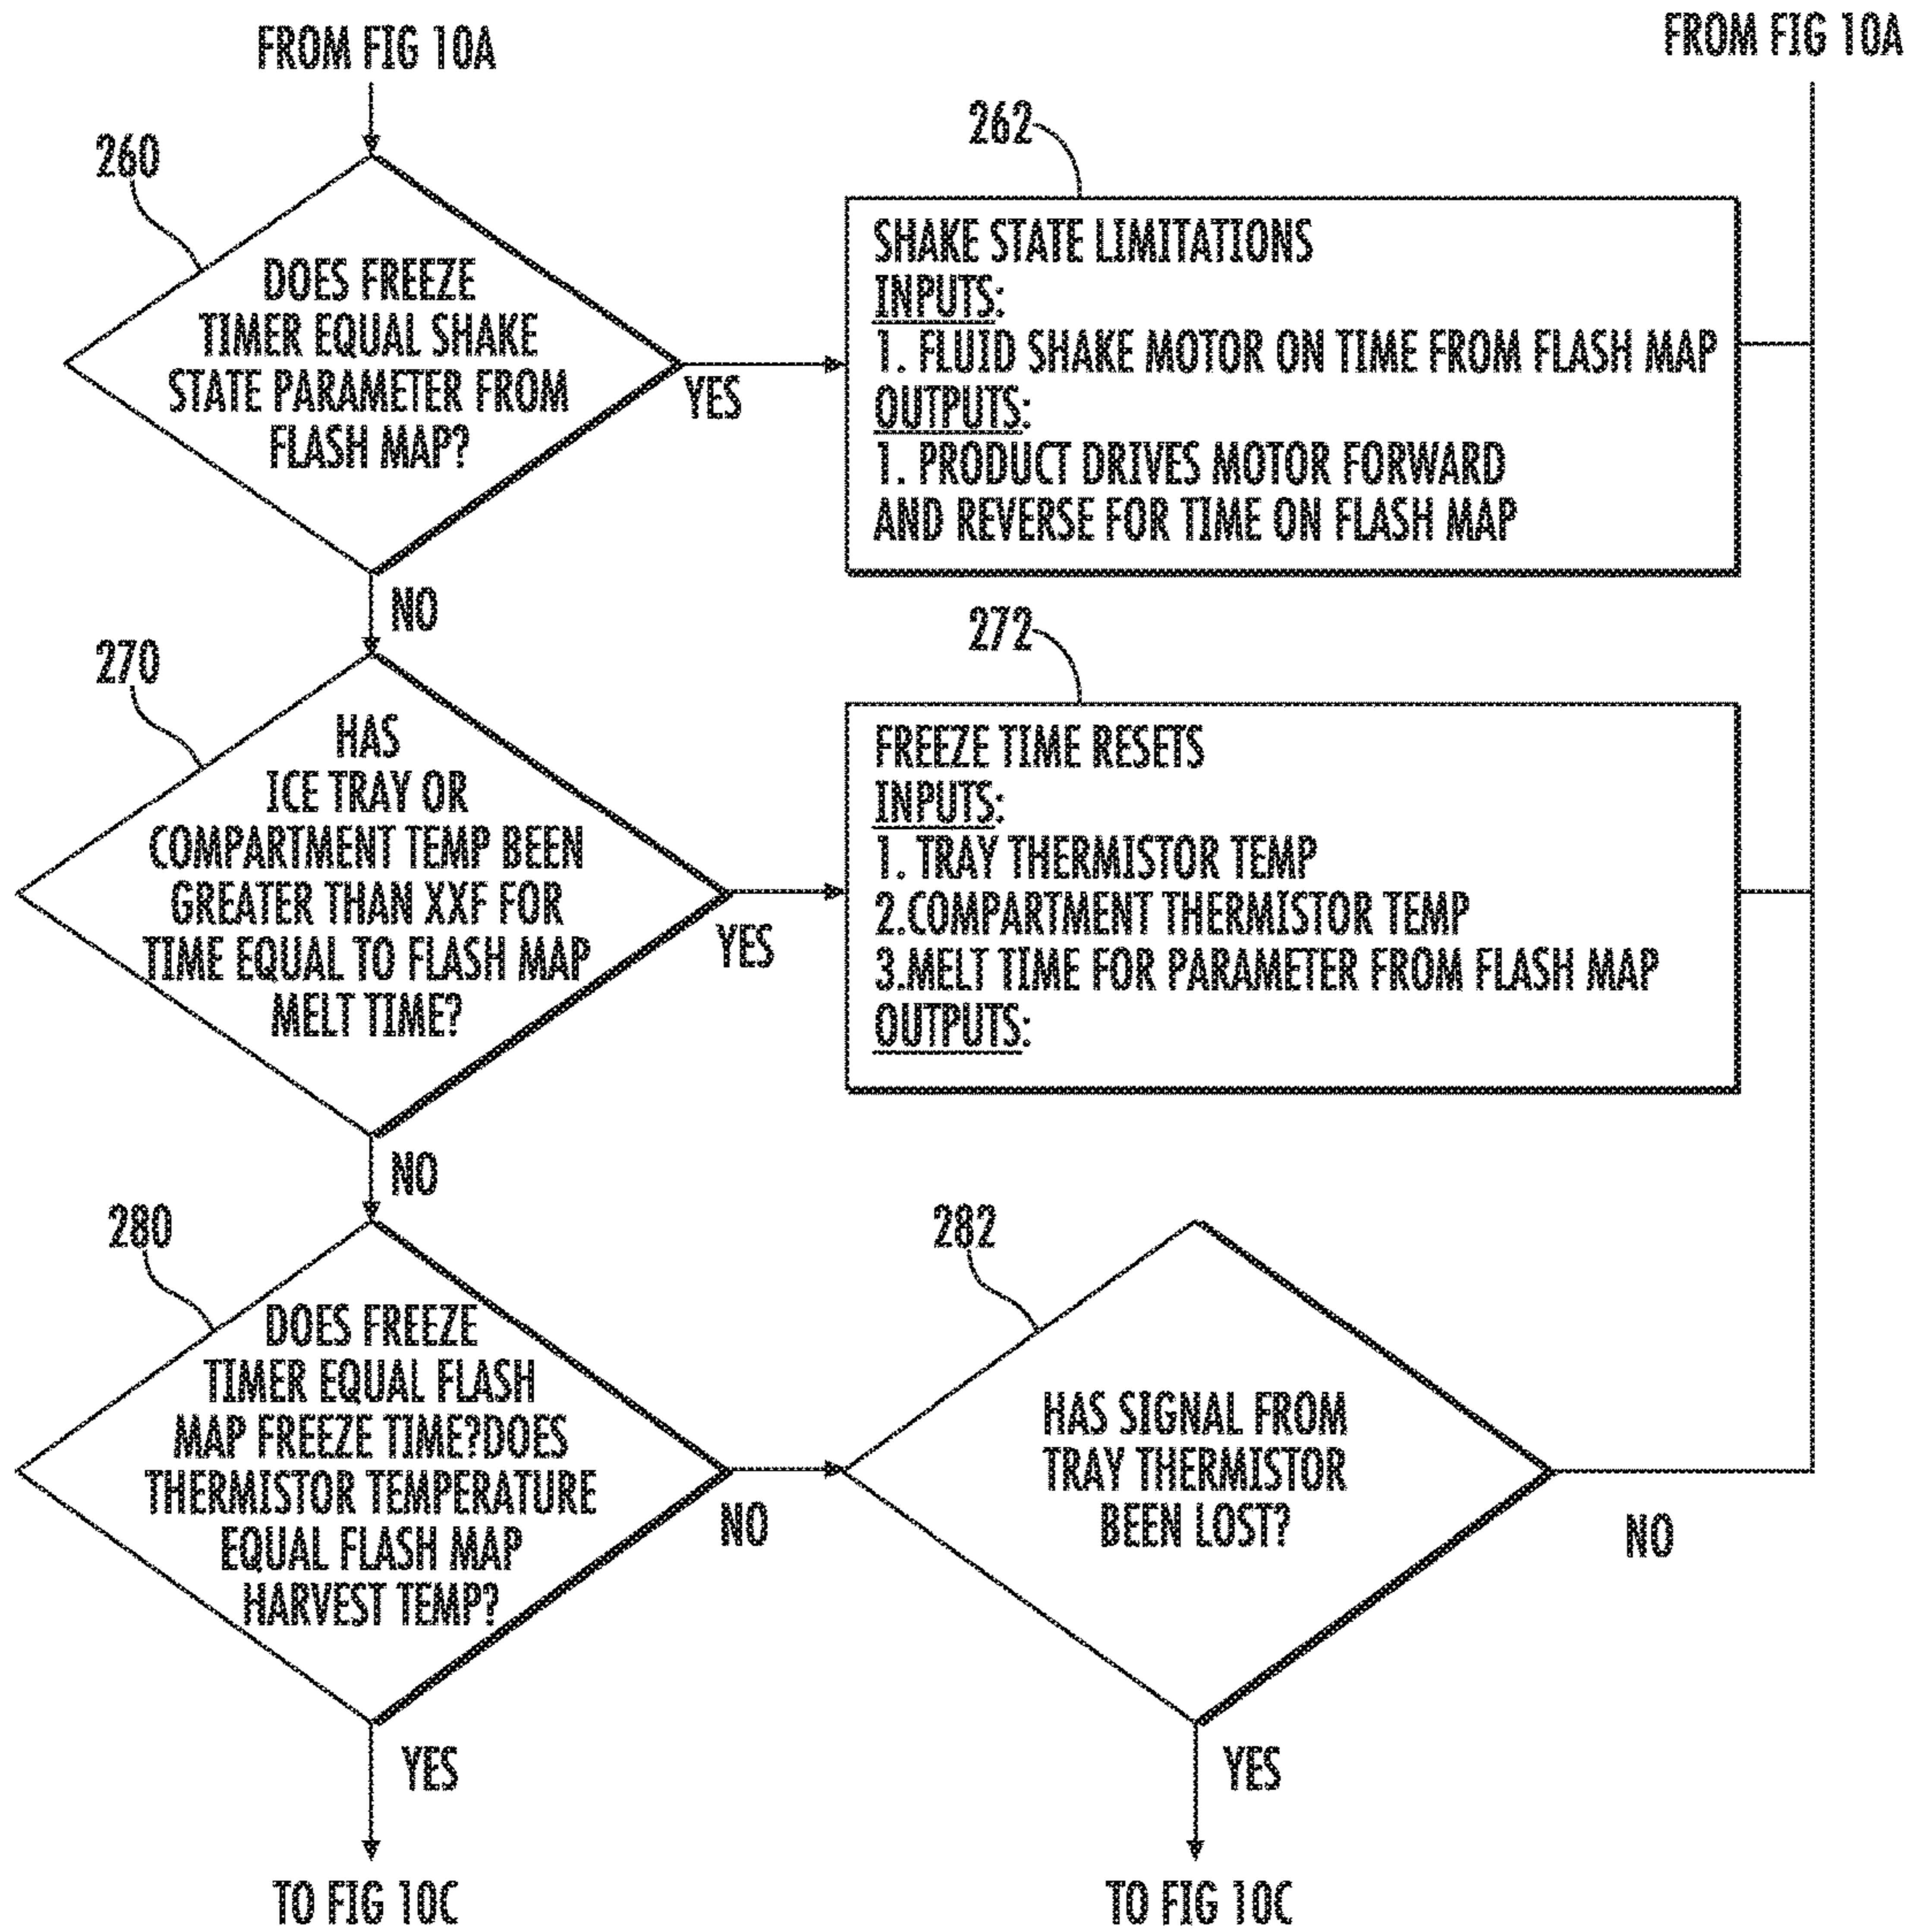 FROM FIG 10A
FROM FIG 10A
260
DOES FREEZE
TIMER EQUAL SHAKE
STATE PARAMETER FROM
FLASH MAP?
YES
NO
262
SHAKE STATE LIMITATIONS
INPUTS:
1. FLUID SHAKE MOTOR ON TIME FROM FLASH MAP
OUTPUTS:
1. PRODUCT DRIVES MOTOR FORWARD
AND REVERSE FOR TIME ON FLASH MAP
270
HAS
ICE TRAY OR
COMPARTMENT TEMP BEEN
GREATER THAN XXF FOR
TIME EQUAL TO FLASH MAP
MELT TIME?
YES
NO
272
FREEZE TIME RESETS
INPUTS:
1. TRAY THERMISTOR TEMP
2.COMPARTMENT THERMISTOR TEMP
3.MELT TIME FOR PARAMETER FROM FLASH MAP
OUTPUTS:
280
DOES FREEZE
TIMER EQUAL FLASH
MAP FREEZE TIME?DOES
THERMISTOR TEMPERATURE
EQUAL FLASH MAP
HARVEST TEMP?
NO
YES
TO FIG 10C
282
HAS SIGNAL FROM
TRAY THERMISTOR
BEEN LOST?
NO
YES
TO FIG 10C